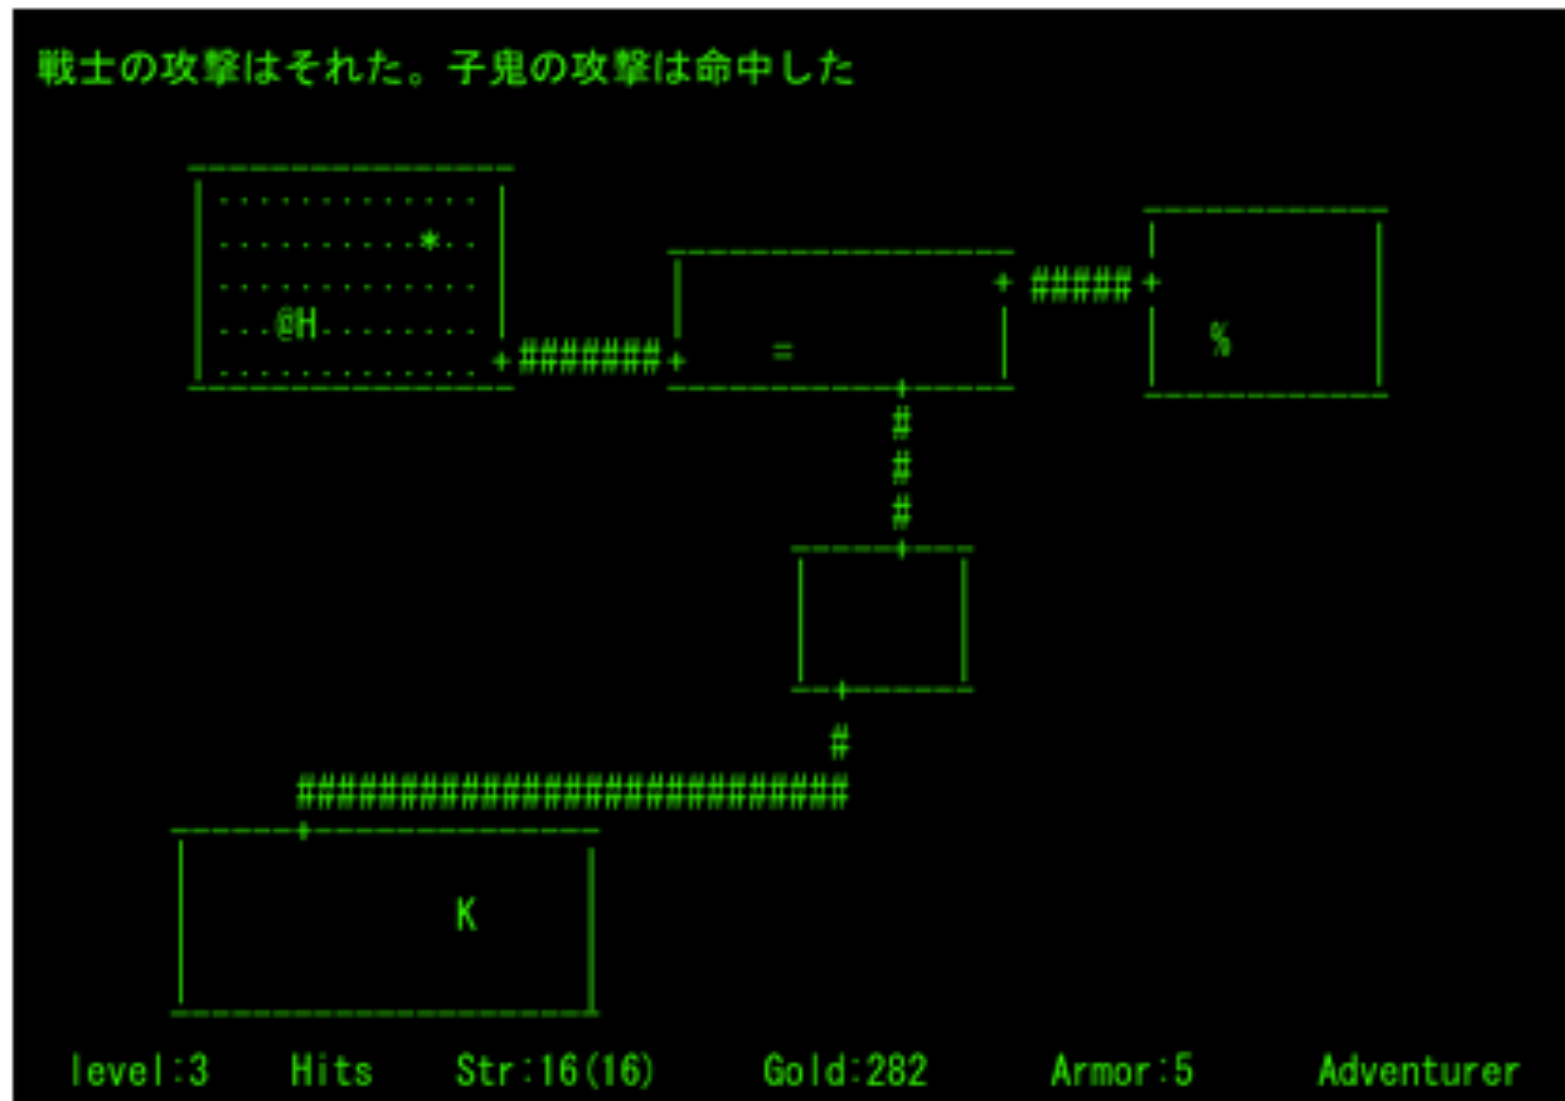 戦士の攻撃はそれた。子鬼の攻撃は命中した
. . . . . . . . . . . . .
. . . . . . . . . . * . .
. . . . . . . . . . . . .
+ ##### +
. . . @H . . . . . . . .
%
=
+ ####### +
. . . . . . . . . . . . .
+
#
#
#
+
+
#
###########################
+
K
level:3 Hits Str:16(16) Gold:282 Armor:5 Adventurer